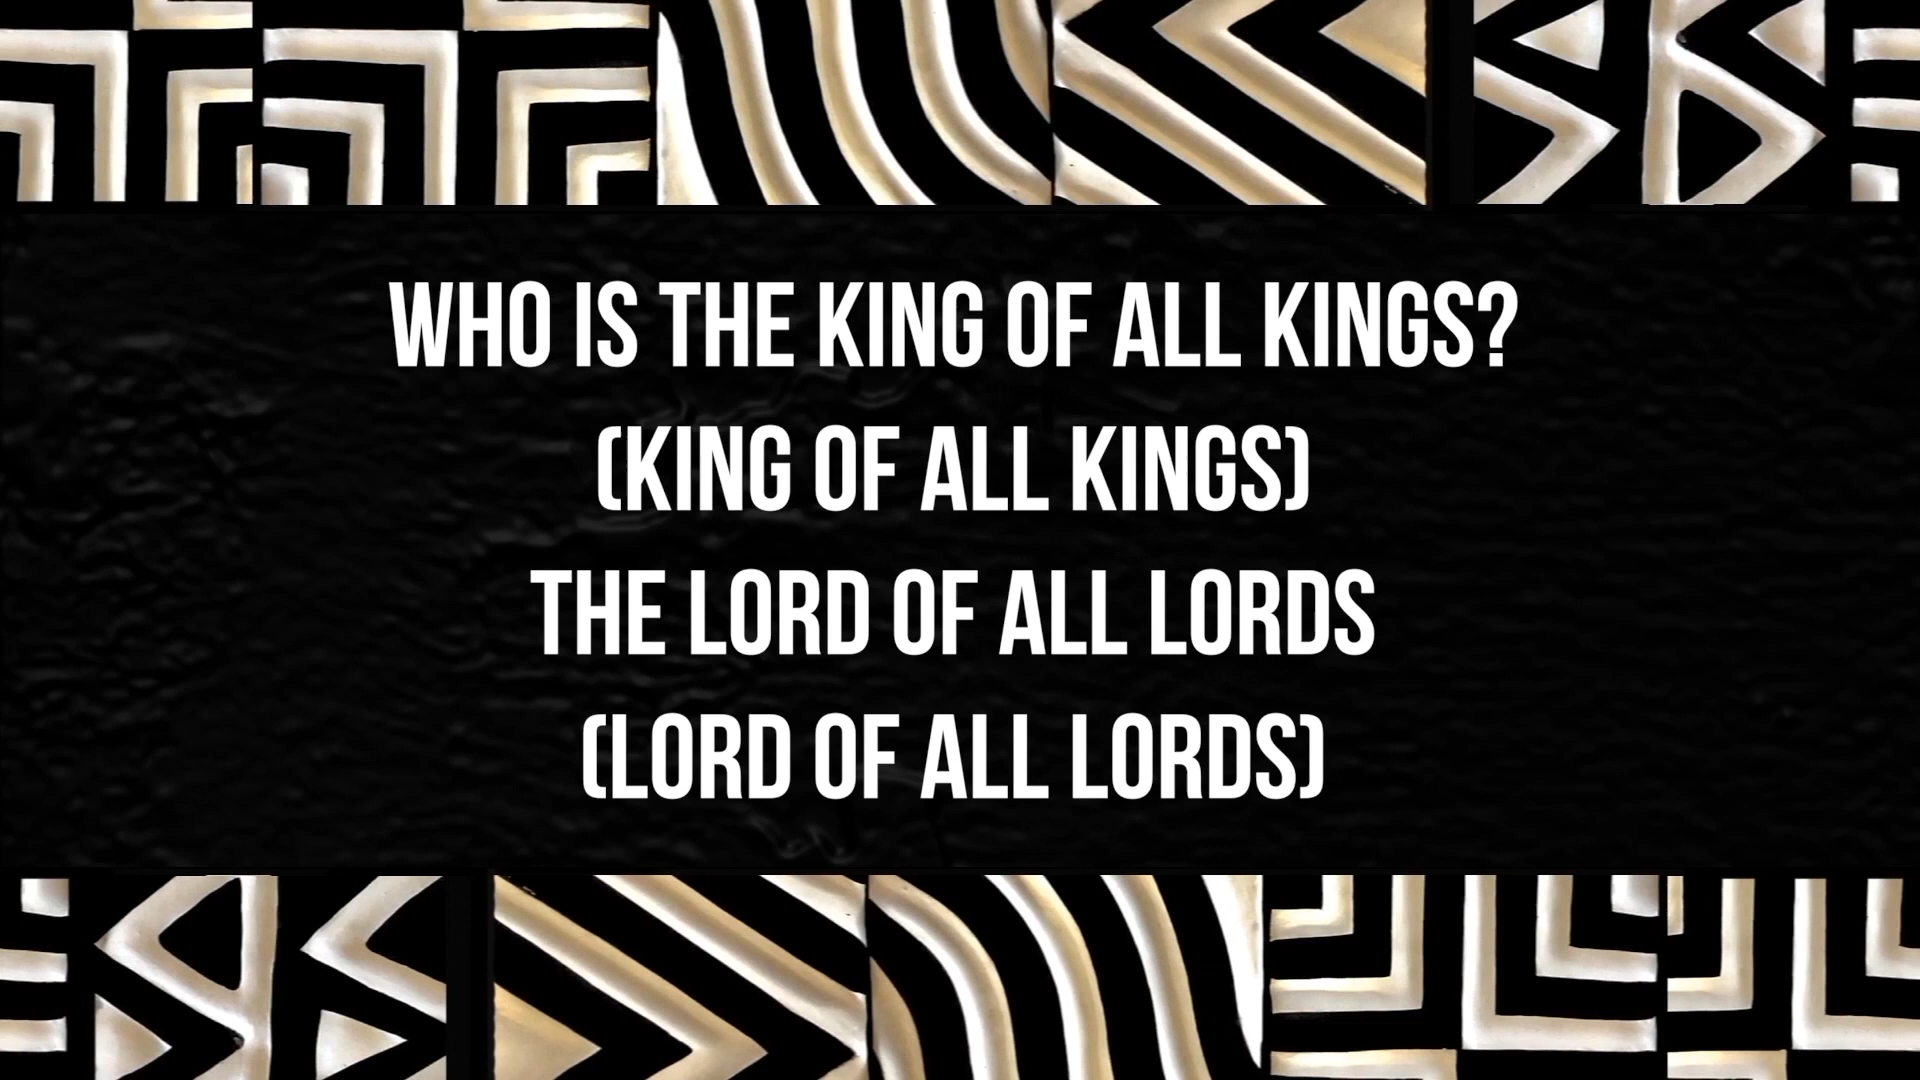 WHO IS THE KING OF ALL KINGS?
(KING OF ALL KINGS)
THE LORD OF ALL LORDS
(LORD OF ALL LORDS)